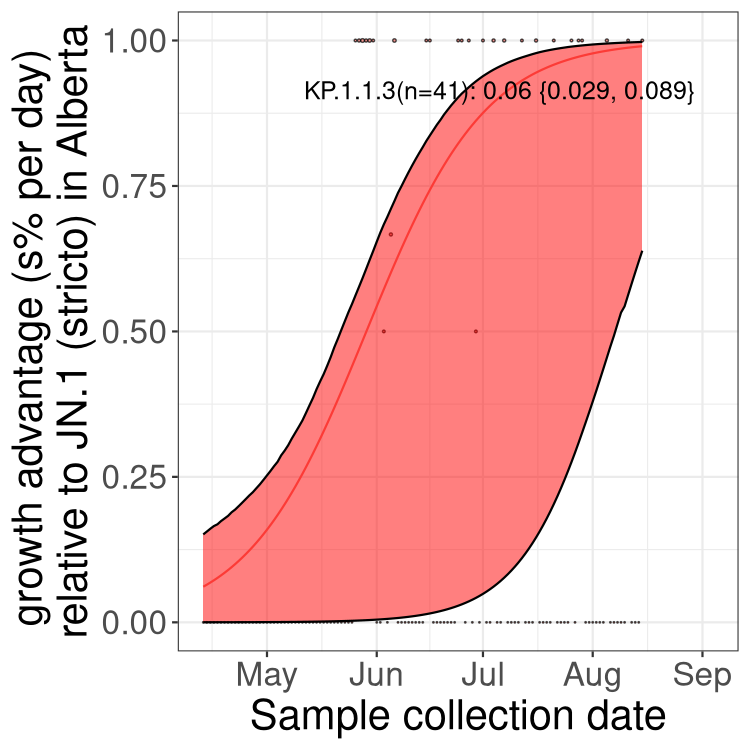 growth advantage (s% per day)
relative to JN.1 (stricto) in Alberta
1.00
0.75
0.50
0.25
0.00
KP.1.1.3(n=41): 0.06 {0.029, 0.089}
May Jun Jul Aug Sep
Sample collection date